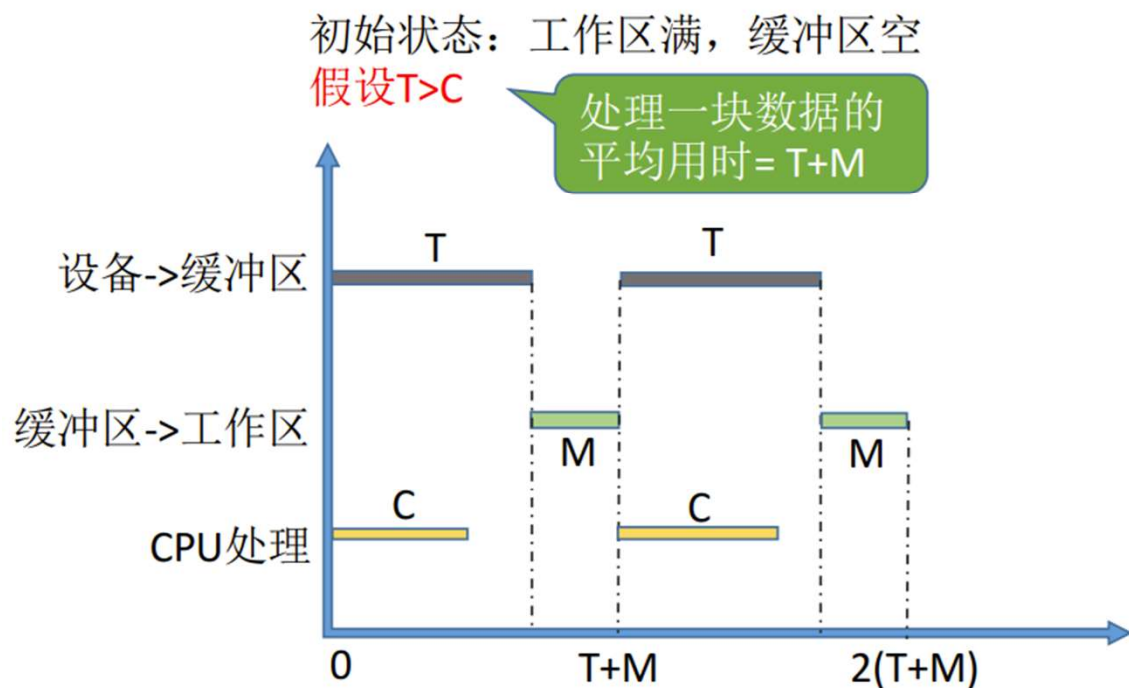 初始状态：工作区满，缓冲区空
假设T>C
处理一块数据的
平均用时= T+M
T
T
设备->缓冲区
缓冲区->工作区
M
M
C
C
CPU处理
0
T+M
2(T+M)